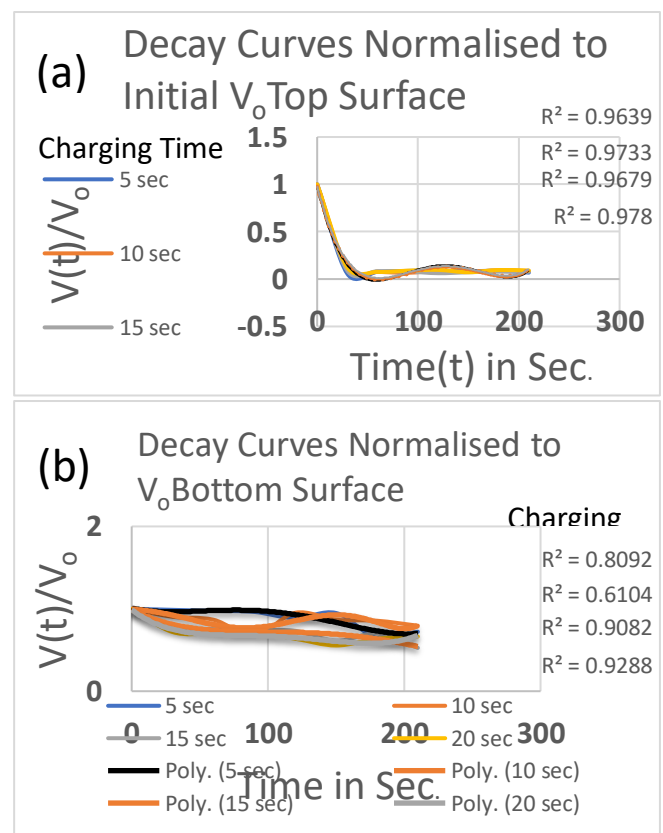 (a)
Decay Curves Normalised to
Initial VₒTop Surface
Charging Time
5 sec
10 sec
15 sec
V(t)/Vₒ
1.5
1
0.5
0
-0.5
0 100 200 300
Time(t) in Sec.
R² = 0.9639
R² = 0.9733
R² = 0.9679
R² = 0.978
(b)
Decay Curves Normalised to
VₒBottom Surface
Charging
V(t)/Vₒ
2
0
R² = 0.8092
R² = 0.6104
R² = 0.9082
R² = 0.9288
0 100 200 300
5 sec 10 sec
15 sec 20 sec
Poly. (5 sec) Poly. (10 sec)
Poly. (15 sec) Poly. (20 sec)
Time in Sec.